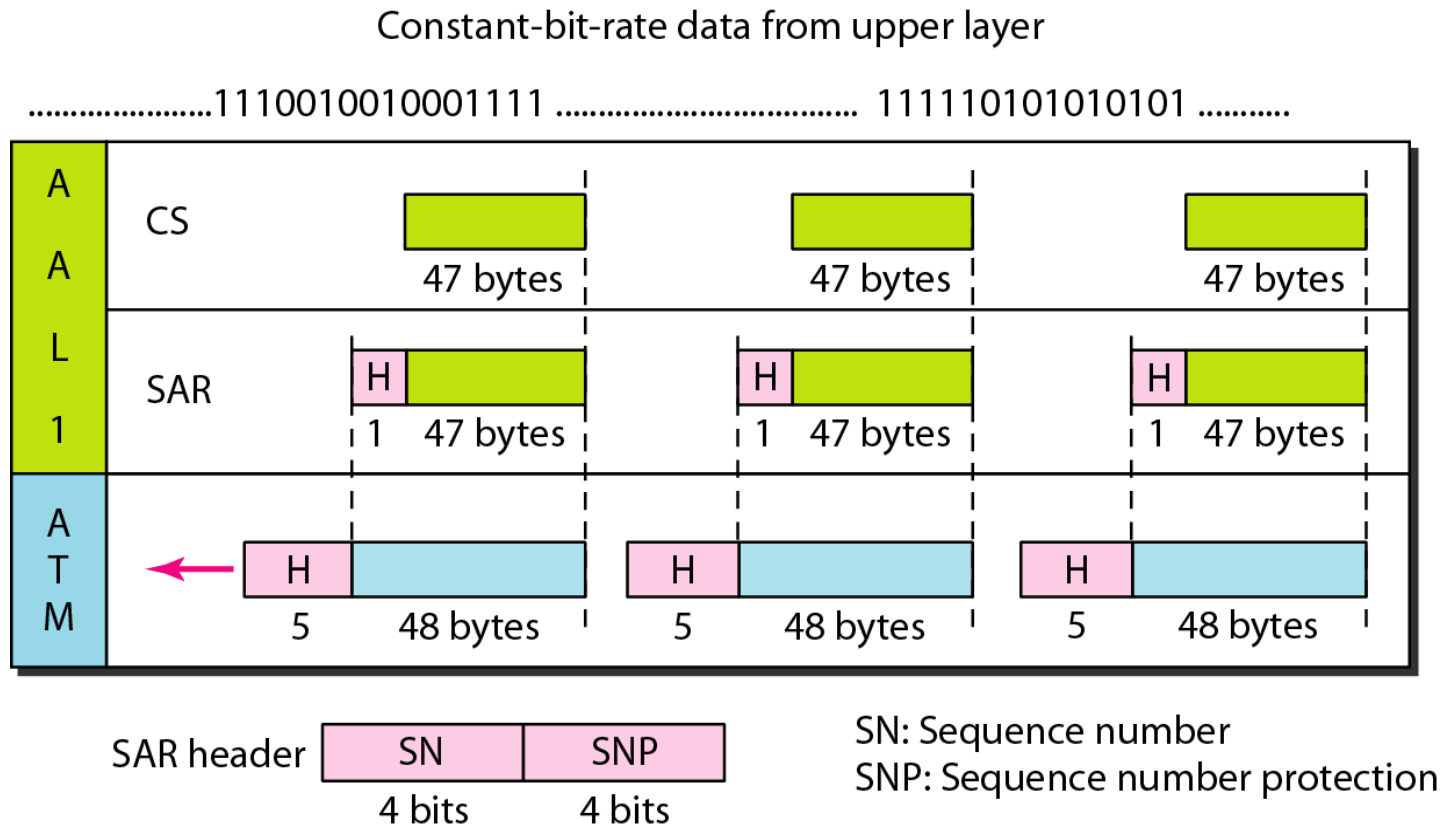 Constant-bit-rate data from upper layer
......................1110010010001111 .................................... 111110101010101 ...........
A
A
L
1
CS
47 bytes 47 bytes 47 bytes
SAR
H H H
1 47 bytes 1 47 bytes 1 47 bytes
A
T
M
H H H
5 48 bytes 5 48 bytes 5 48 bytes
SAR header SN SNP
4 bits 4 bits
SN: Sequence number
SNP: Sequence number protection